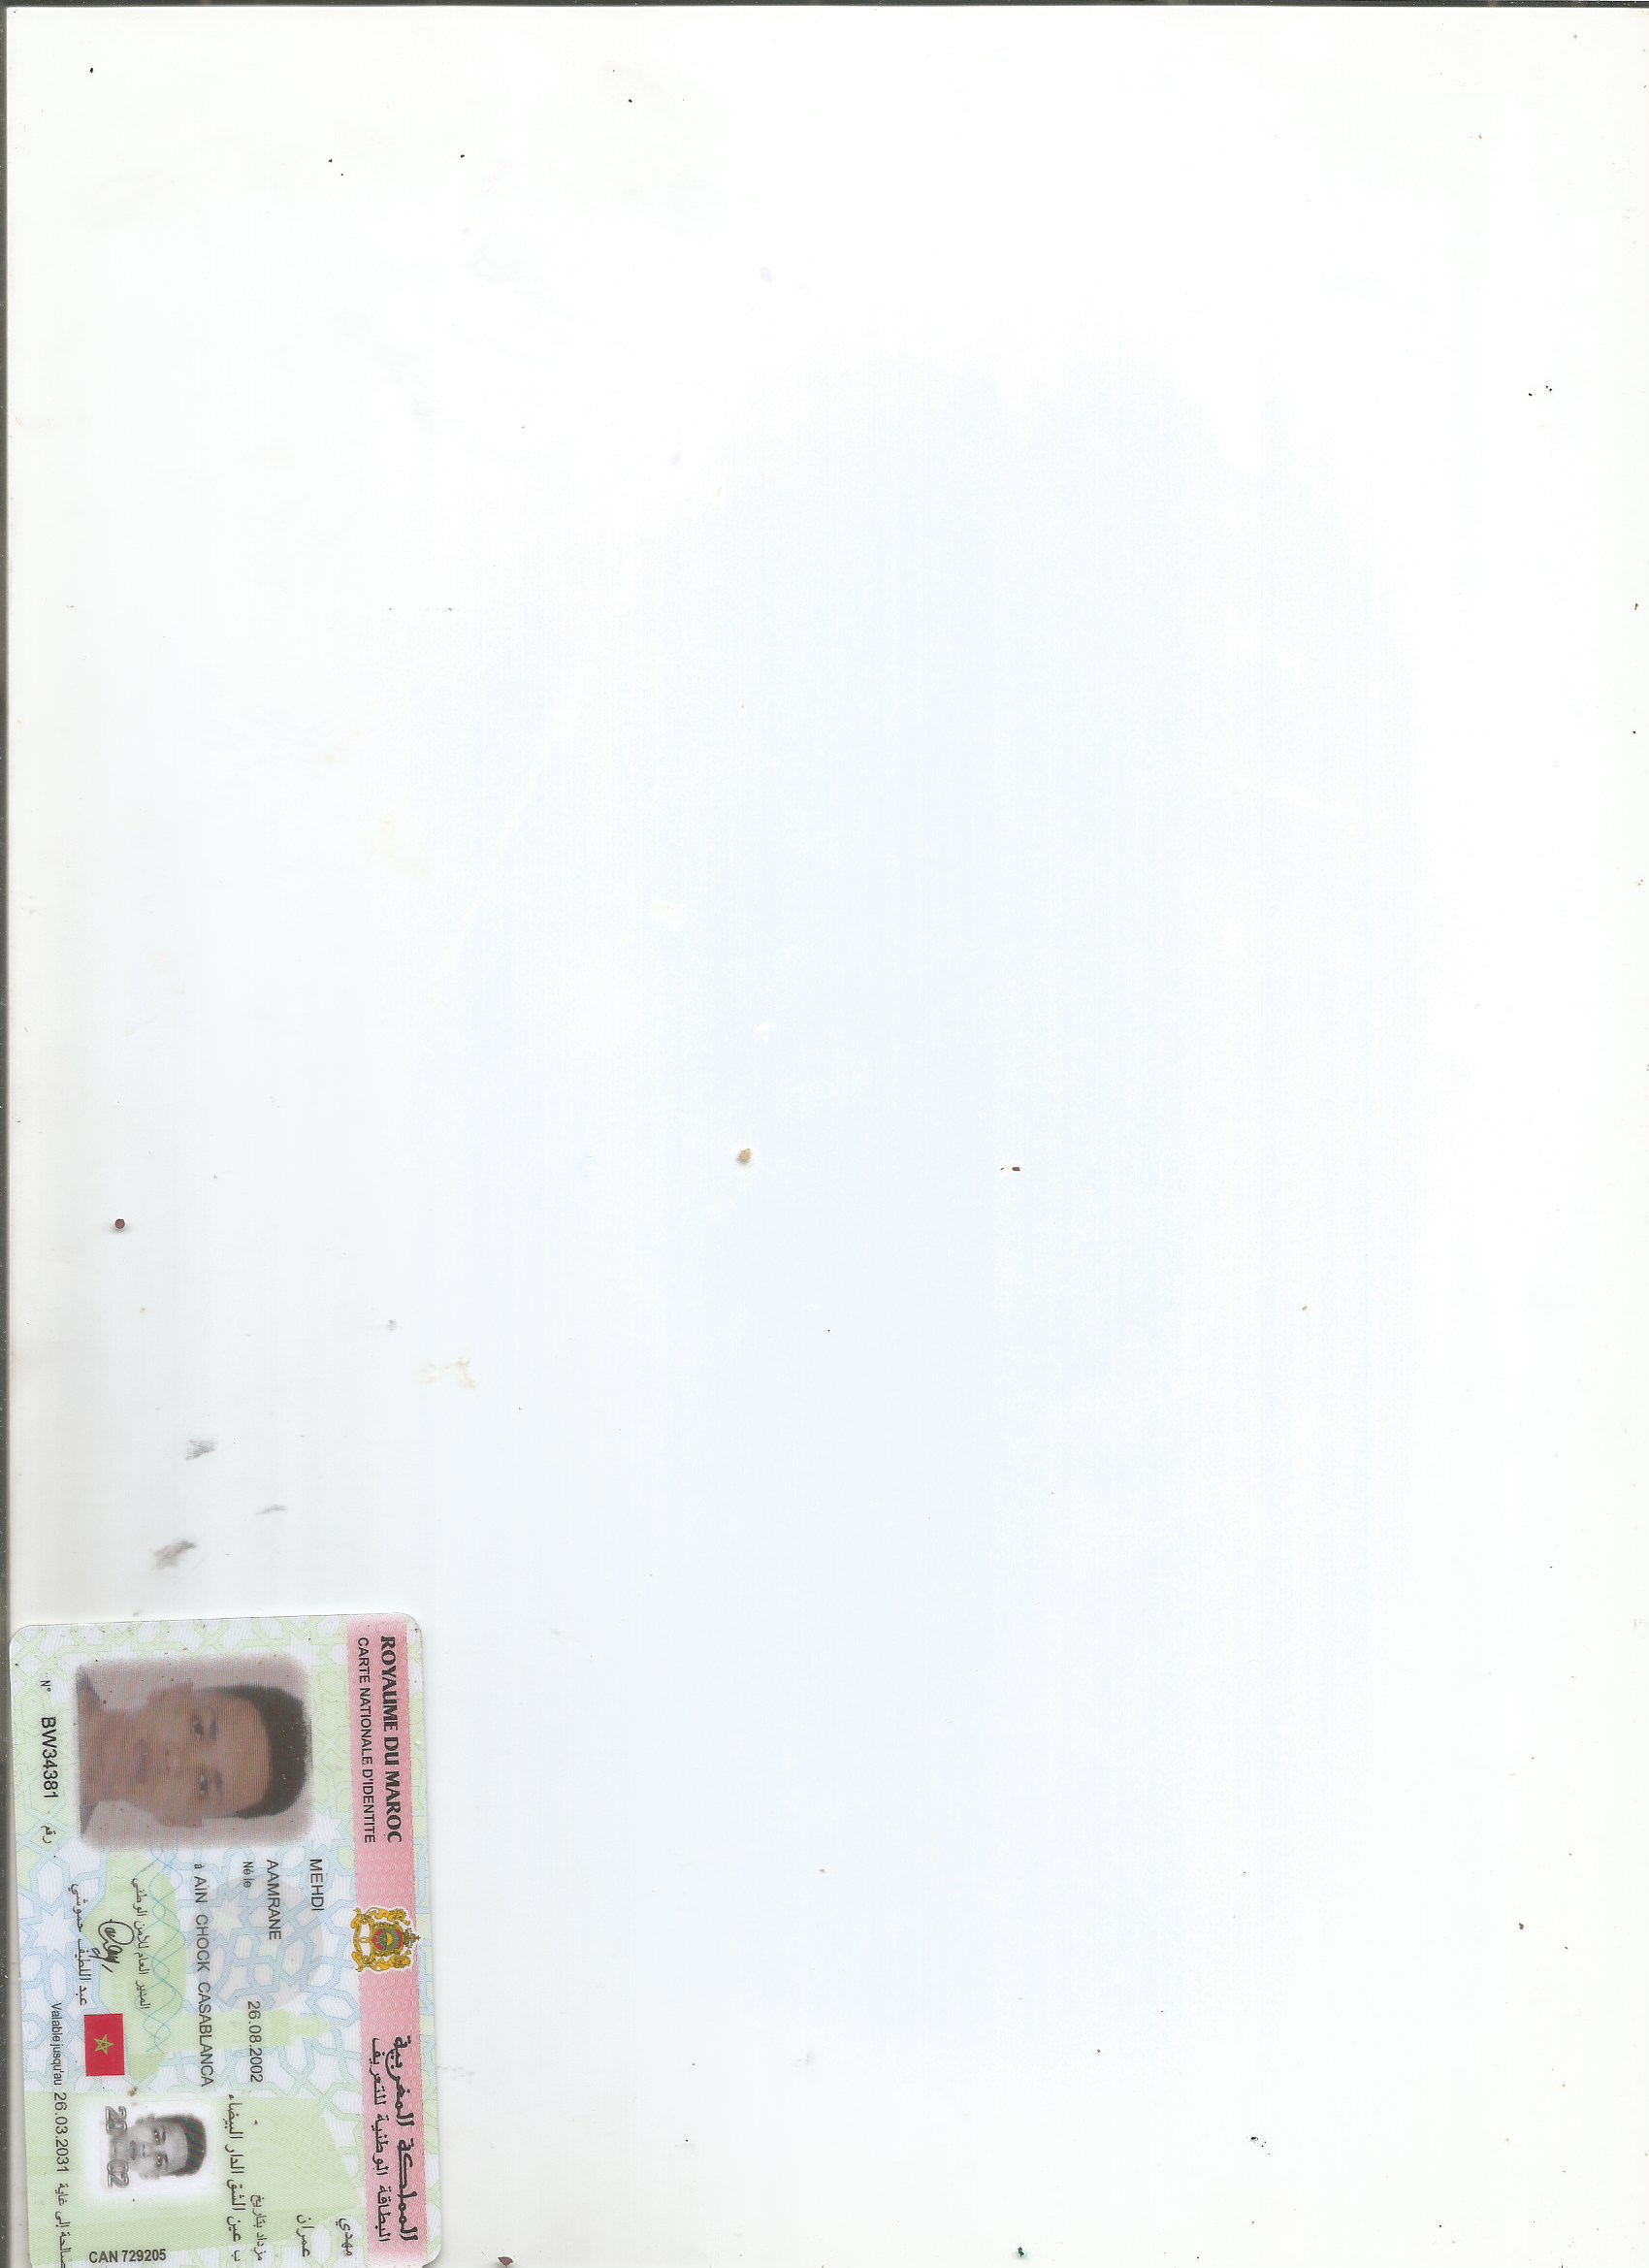 ROYAUME DU MAROC
المملكة المغربية
CARTE NATIONALE D'IDENTITE
البطاقة الوطنية للتعريف
مهدي
MEHDI
عمران
AAMRANE
Né le 26.08.2002 مزداد بتاريخ
ب عين الشق الدار البيضاء -
à AIN CHOCK CASABLANCA
المدير العام للأمن الوطني
عبد اللطيف حموشي
20 02
N° BW34381 رقم
Valable jusqu'au 26.03.2031 صالحة إلى غاية
CAN 729205